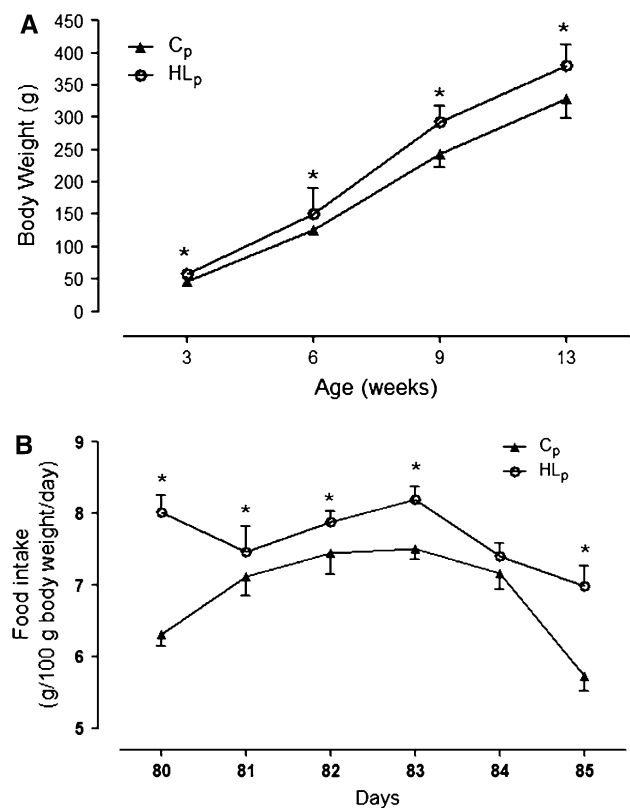 A
Cp
HLp
Body Weight (g)
450
400
350
300
250
200
150
100
50
0
*
*
*
*
3 6 9 13
Age (weeks)
B
Cp
HLp
Food intake
(g/100 g body weight/day)
9
8
7
6
5
*
*
*
*
*
80 81 82 83 84 85
Days